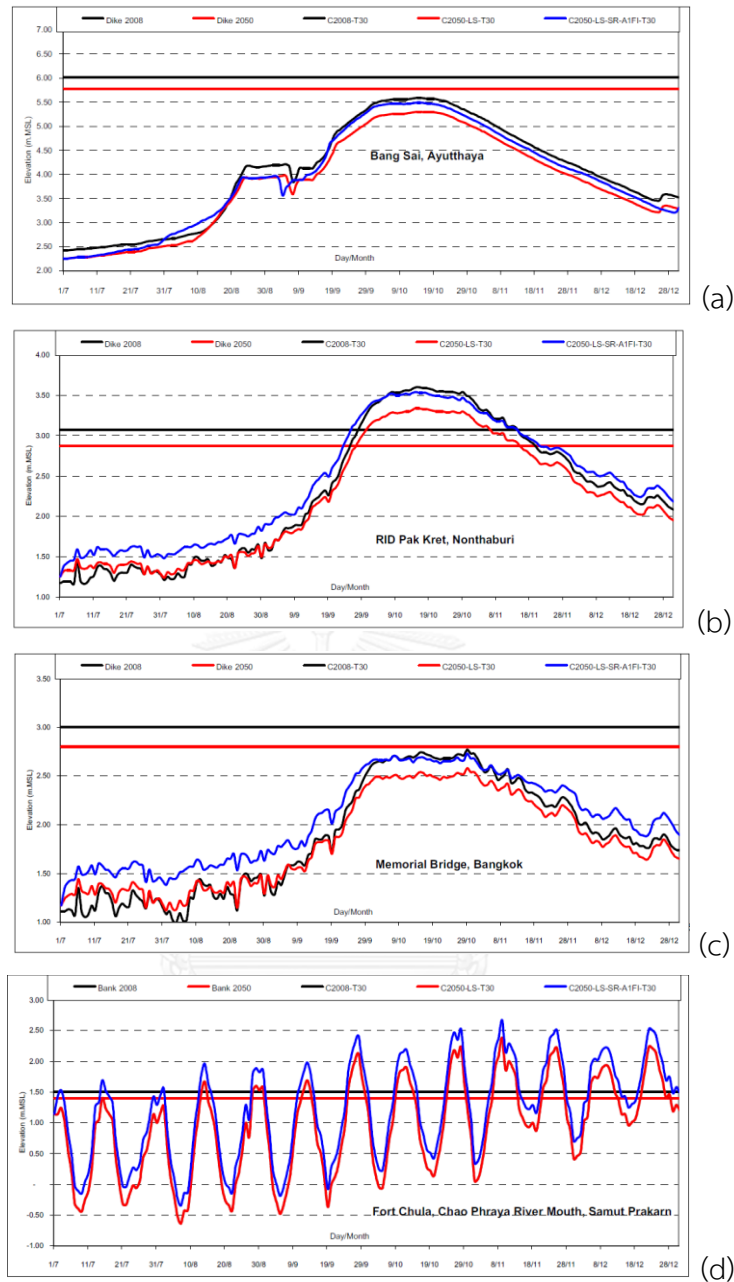 Dike 2008 Dike 2050 C2008-T30 C2050-LS-T30 C2050-LS-SR-A1FI-T30
7.00
6.50
6.00
5.50
5.00
4.50
4.00
3.50
3.00
2.50
2.00
Elevation (m.MSL)
Bang Sai, Ayutthaya
Day/Month
1/7 11/7 21/7 31/7 10/8 20/8 30/8 9/9 19/9 29/9 9/10 19/10 29/10 8/11 18/11 28/11 8/12 18/12 28/12
(a)
Dike 2008 Dike 2050 C2008-T30 C2050-LS-T30 C2050-LS-SR-A1FI-T30
4.00
3.50
3.00
2.50
2.00
1.50
1.00
Elevation (m.MSL)
RID Pak Kret, Nonthaburi
Day/Month
1/7 11/7 21/7 31/7 10/8 20/8 30/8 9/9 19/9 29/9 9/10 19/10 29/10 8/11 18/11 28/11 8/12 18/12 28/12
(b)
Dike 2008 Dike 2050 C2008-T30 C2050-LS-T30 C2050-LS-SR-A1FI-T30
3.50
3.00
2.50
2.00
1.50
1.00
Elevation (m.MSL)
Memorial Bridge, Bangkok
Day/Month
1/7 11/7 21/7 31/7 10/8 20/8 30/8 9/9 19/9 29/9 9/10 19/10 29/10 8/11 18/11 28/11 8/12 18/12 28/12
(c)
Bank 2008 Bank 2050 C2008-T30 C2050-LS-T30 C2050-LS-SR-A1FI-T30
3.00
2.50
2.00
1.50
1.00
0.50
-
-0.50
-1.00
Elevation (m.MSL)
Fort Chula, Chao Phraya River Mouth, Samut Prakarn
Day/Month
1/7 11/7 21/7 31/7 10/8 20/8 30/8 9/9 19/9 29/9 9/10 19/10 29/10 8/11 18/11 28/11 8/12 18/12 28/12
(d)